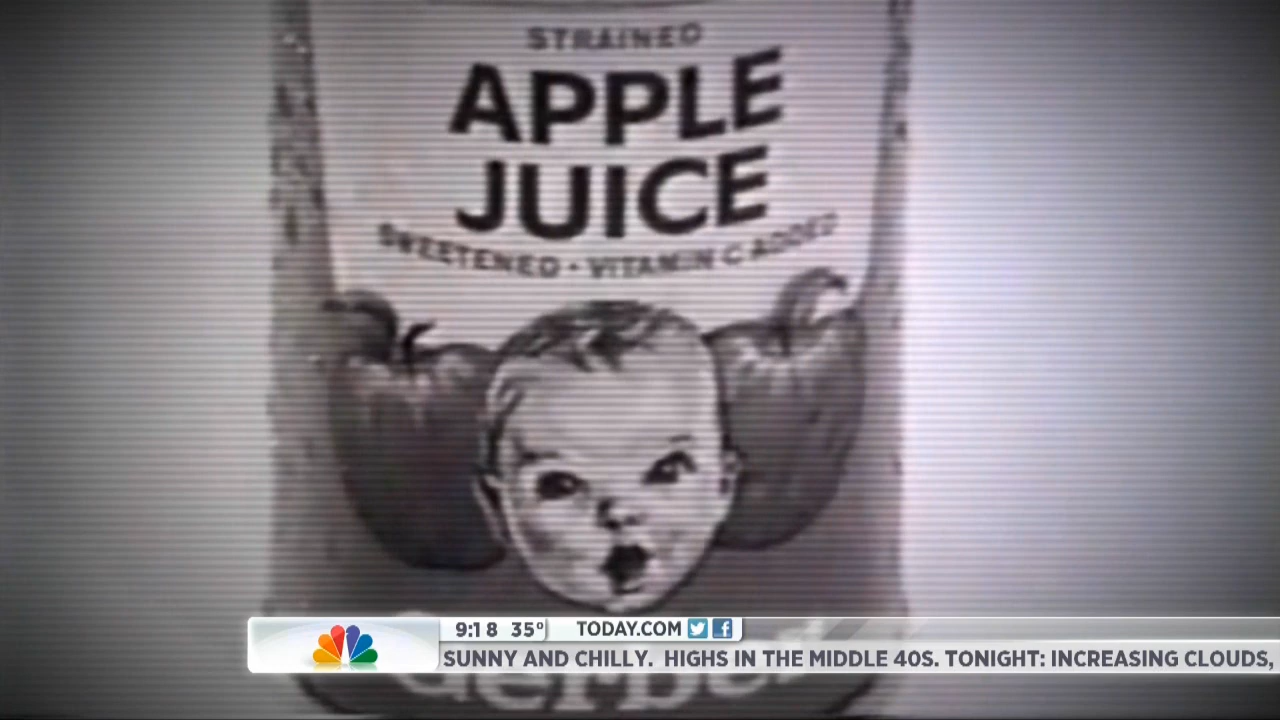 STRAINED
APPLE
JUICE
SWEETENED • VITAMIN C ADDED
Gerber
9:18 35° TODAY.COM
SUNNY AND CHILLY. HIGHS IN THE MIDDLE 40S. TONIGHT: INCREASING CLOUDS,